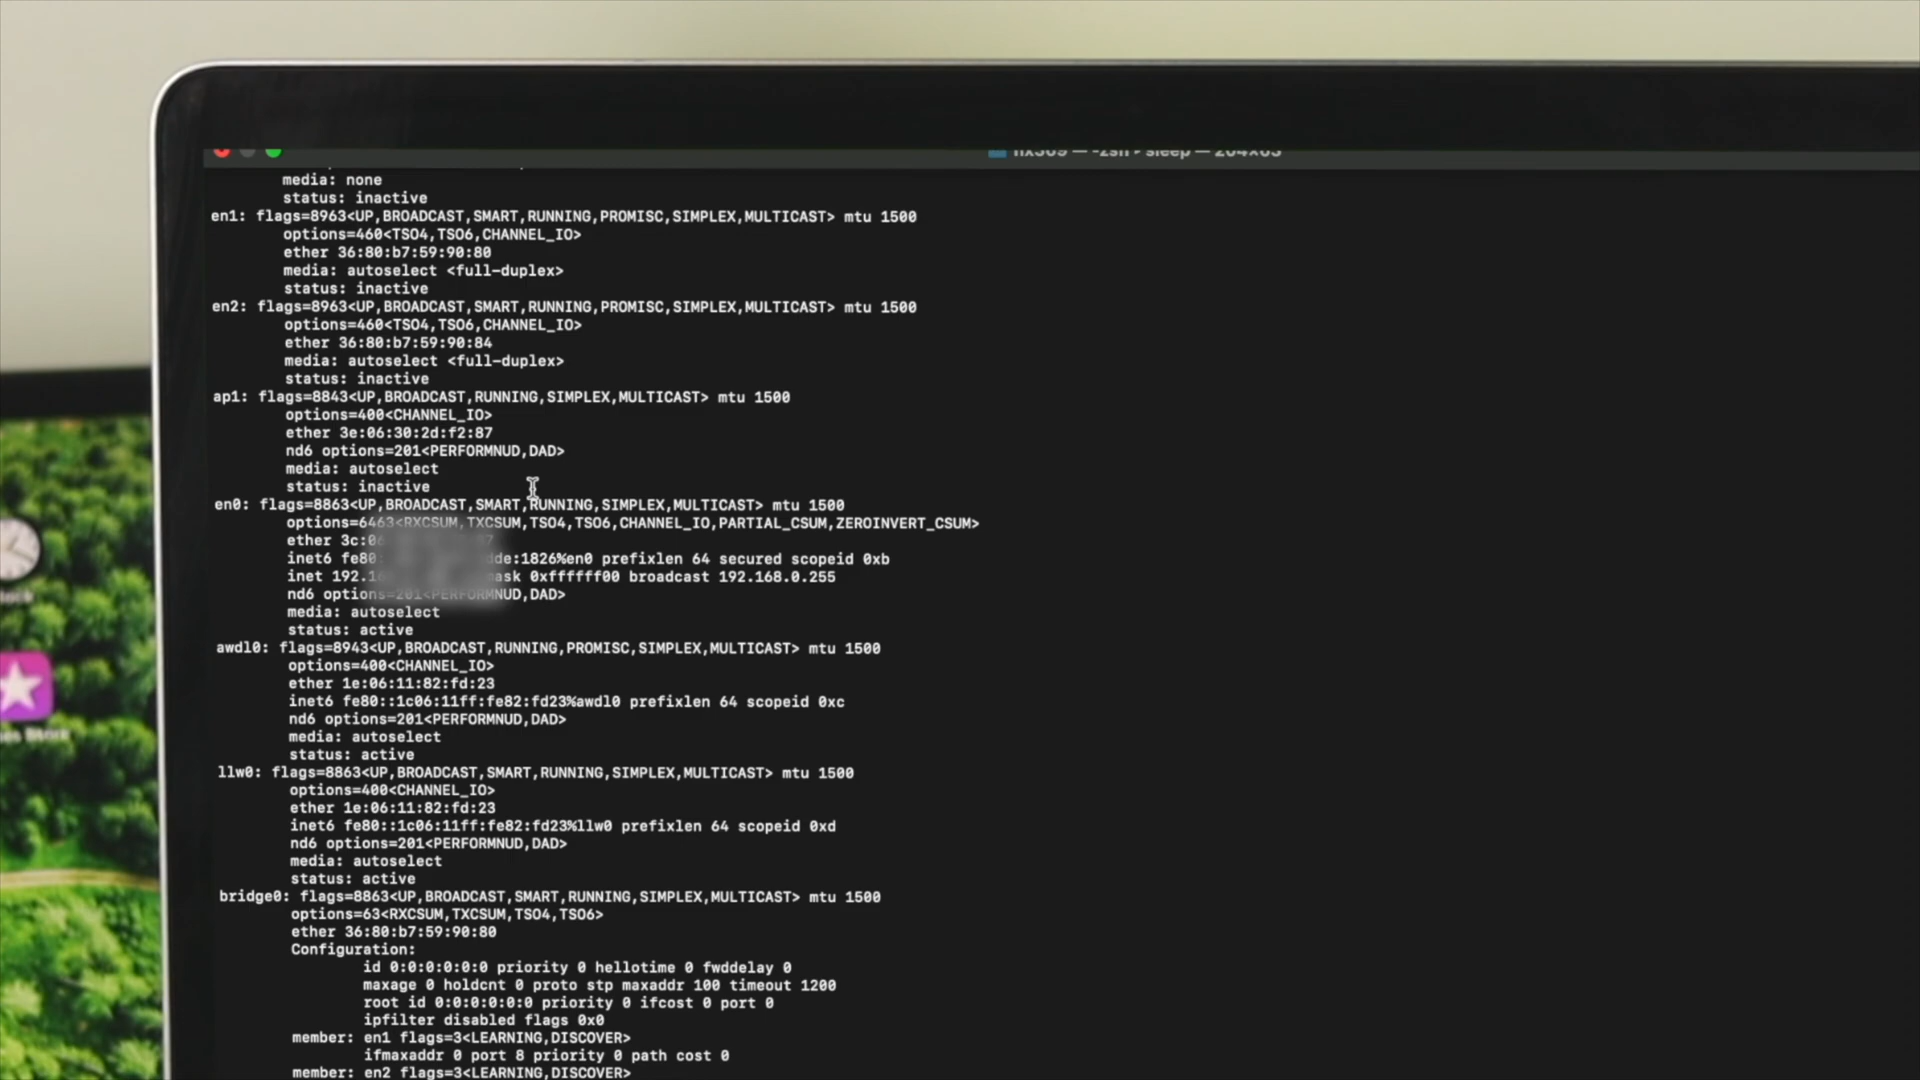 media: none
status: inactive
en1: flags=8963<UP,BROADCAST,SMART,RUNNING,PROMISC,SIMPLEX,MULTICAST> mtu 1500
options=460<TSO4,TSO6,CHANNEL_IO>
ether 36:80:b7:59:90:80
media: autoselect <full-duplex>
status: inactive
en2: flags=8963<UP,BROADCAST,SMART,RUNNING,PROMISC,SIMPLEX,MULTICAST> mtu 1500
options=460<TSO4,TSO6,CHANNEL_IO>
ether 36:80:b7:59:90:84
media: autoselect <full-duplex>
status: inactive
ap1: flags=8843<UP,BROADCAST,RUNNING,SIMPLEX,MULTICAST> mtu 1500
options=400<CHANNEL_IO>
ether 3e:06:30:2d:f2:87
nd6 options=201<PERFORMNUD,DAD>
media: autoselect
status: inactive
en0: flags=8863<UP,BROADCAST,SMART,RUNNING,SIMPLEX,MULTICAST> mtu 1500
options=6463<RXCSUM,TXCSUM,TSO4,TSO6,CHANNEL_IO,PARTIAL_CSUM,ZEROINVERT_CSUM>
ether
inet6 prefixlen 64 secured scopeid 0xb
inet 0xffffff00 broadcast 192.168.0.255
nd6 options=201<PERFORMNUD,DAD>
media: autoselect
status: active
awdl0: flags=8943<UP,BROADCAST,RUNNING,PROMISC,SIMPLEX,MULTICAST> mtu 1500
options=400<CHANNEL_IO>
ether 1e:06:11:82:fd:23
inet6 fe80::1c06:11ff:fe82:fd23%awdl0 prefixlen 64 scopeid 0xc
nd6 options=201<PERFORMNUD,DAD>
media: autoselect
status: active
llw0: flags=8863<UP,BROADCAST,SMART,RUNNING,SIMPLEX,MULTICAST> mtu 1500
options=400<CHANNEL_IO>
ether 1e:06:11:82:fd:23
inet6 fe80::1c06:11ff:fe82:fd23%llw0 prefixlen 64 scopeid 0xd
nd6 options=201<PERFORMNUD,DAD>
media: autoselect
status: active
bridge0: flags=8863<UP,BROADCAST,SMART,RUNNING,SIMPLEX,MULTICAST> mtu 1500
options=63<RXCSUM,TXCSUM,TSO4,TSO6>
ether 36:80:b7:59:90:80
Configuration:
id 0:0:0:0:0:0 priority 0 hellotime 0 fwddelay 0
maxage 0 holdcnt 0 proto stp maxaddr 100 timeout 1200
root id 0:0:0:0:0:0 priority 0 ifcost 0 port 0
ipfilter disabled flags 0x0
member: en1 flags=3<LEARNING,DISCOVER>
ifmaxaddr 0 port 8 priority 0 path cost 0
member: en2 flags=3<LEARNING,DISCOVER>